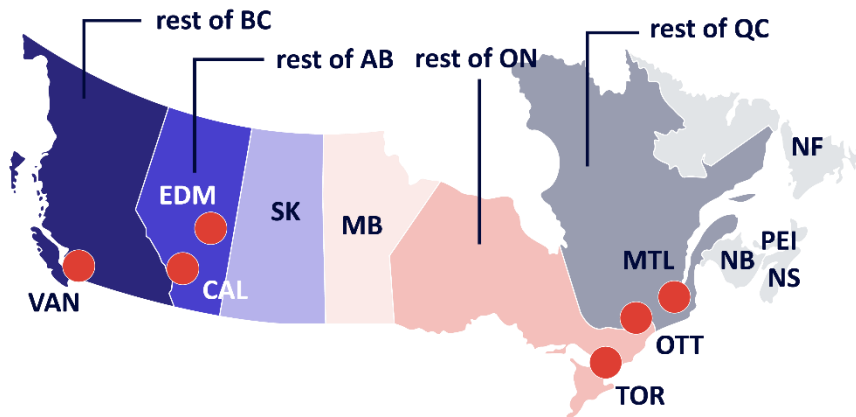 rest of BC
rest of QC
rest of AB
rest of ON
NF
EDM
SK
MB
PEI
NB
MTL
NS
CAL
VAN
OTT
TOR